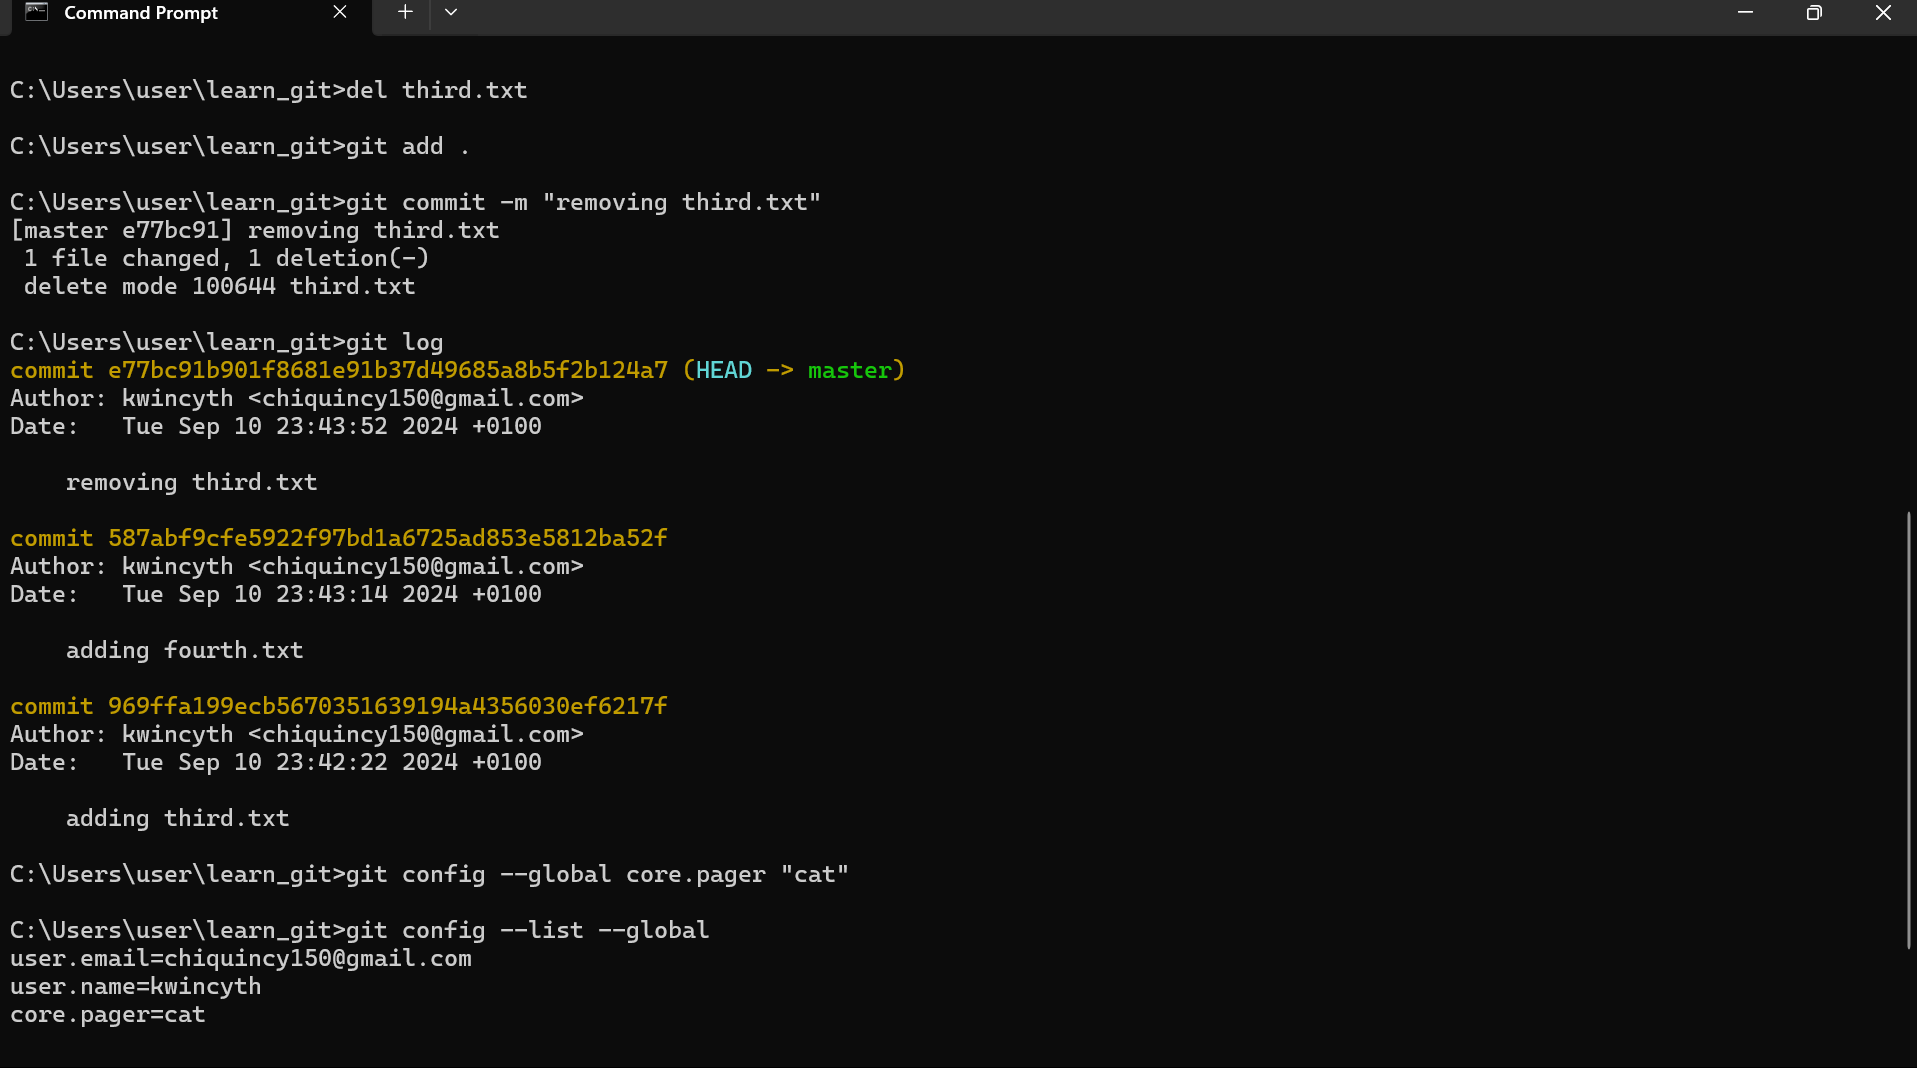 Command Prompt
C:\Users\user\learn_git>del third.txt
C:\Users\user\learn_git>git add .
C:\Users\user\learn_git>git commit -m "removing third.txt"
[master e77bc91] removing third.txt
 1 file changed, 1 deletion(-)
 delete mode 100644 third.txt
C:\Users\user\learn_git>git log
commit e77bc91b901f8681e91b37d49685a8b5f2b124a7 (HEAD -> master)
Author: kwincyth <chiquincy150@gmail.com>
Date:   Tue Sep 10 23:43:52 2024 +0100
    removing third.txt
commit 587abf9cfe5922f97bd1a6725ad853e5812ba52f
Author: kwincyth <chiquincy150@gmail.com>
Date:   Tue Sep 10 23:43:14 2024 +0100
    adding fourth.txt
commit 969ffa199ecb5670351639194a4356030ef6217f
Author: kwincyth <chiquincy150@gmail.com>
Date:   Tue Sep 10 23:42:22 2024 +0100
    adding third.txt
C:\Users\user\learn_git>git config --global core.pager "cat"
C:\Users\user\learn_git>git config --list --global
user.email=chiquincy150@gmail.com
user.name=kwincyth
core.pager=cat